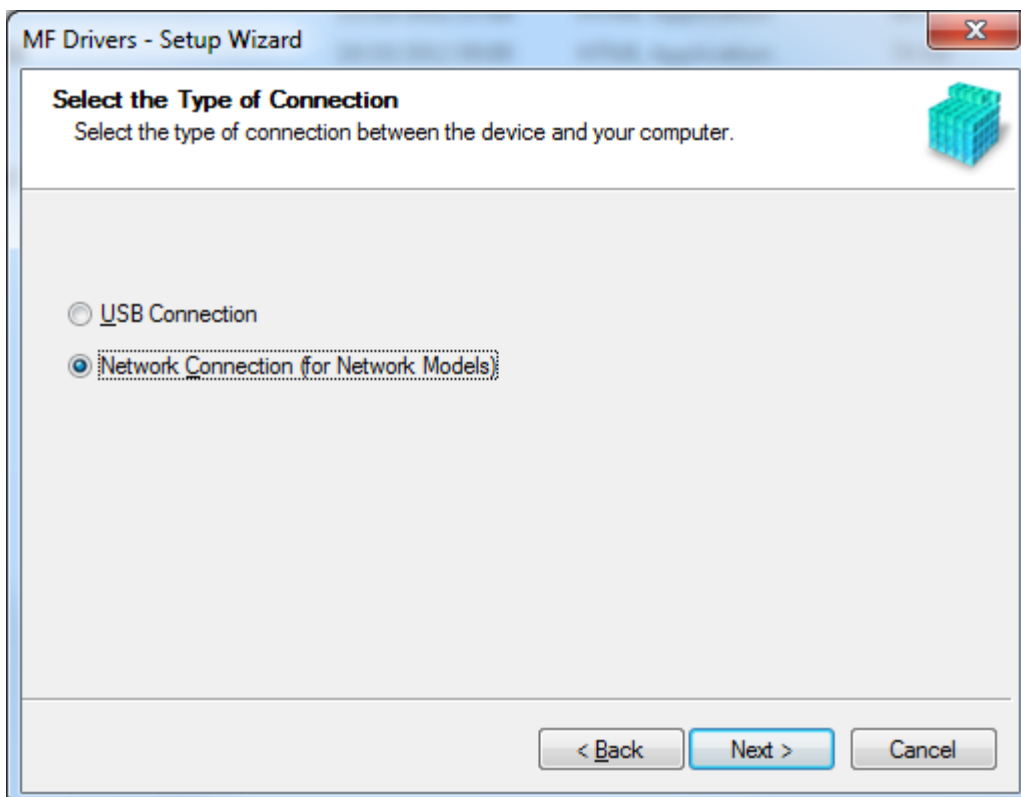 MF Drivers - Setup Wizard
Select the Type of Connection
Select the type of connection between the device and your computer.
USB Connection
Network Connection (for Network Models)
< Back Next > Cancel